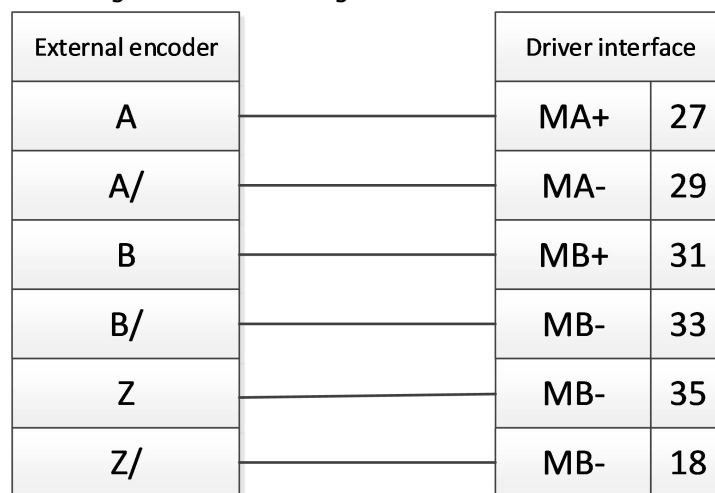 External encoder Driver interface
A MA+ 27
A/ MA- 29
B MB+ 31
B/ MB- 33
Z MB- 35
Z/ MB- 18